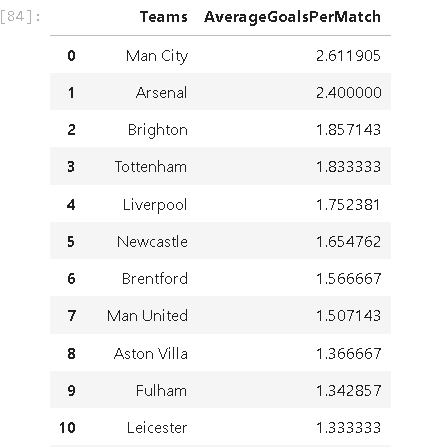 [84]:
Teams AverageGoalsPerMatch
0 Man City 2.611905
1 Arsenal 2.400000
2 Brighton 1.857143
3 Tottenham 1.833333
4 Liverpool 1.752381
5 Newcastle 1.654762
6 Brentford 1.566667
7 Man United 1.507143
8 Aston Villa 1.366667
9 Fulham 1.342857
10 Leicester 1.333333